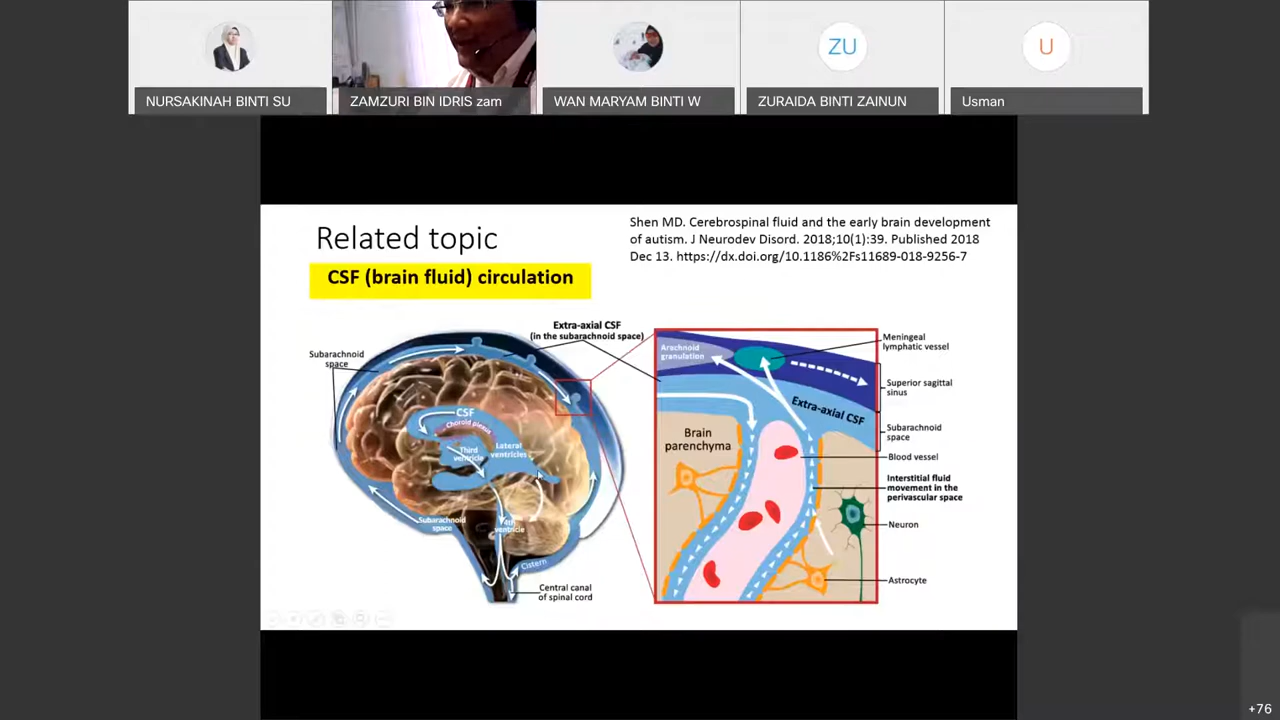 NURSAKINAH BINTI SU
ZAMZURI BIN IDRIS zam
WAN MARYAM BINTI W
ZU
ZURAIDA BINTI ZAINUN
U
Usman
Related topic
CSF (brain fluid) circulation
Shen MD. Cerebrospinal fluid and the early brain development
of autism. J Neurodev Disord. 2018;10(1):39. Published 2018
Dec 13. https://dx.doi.org/10.1186%2Fs11689-018-9256-7
Extra-axial CSF
(in the subarachnoid space)
Subarachnoid
space
CSF
Choroid plexus
Third
ventricle
Lateral
ventricles
Subarachnoid
space
4th
ventricle
Cistern
Central canal
of spinal cord
Arachnoid
granulation
Extra-axial CSF
Brain
parenchyma
Meningeal
lymphatic vessel
Superior sagittal
sinus
Subarachnoid
space
Blood vessel
Interstitial fluid
movement in the
perivascular space
Neuron
Astrocyte
+76